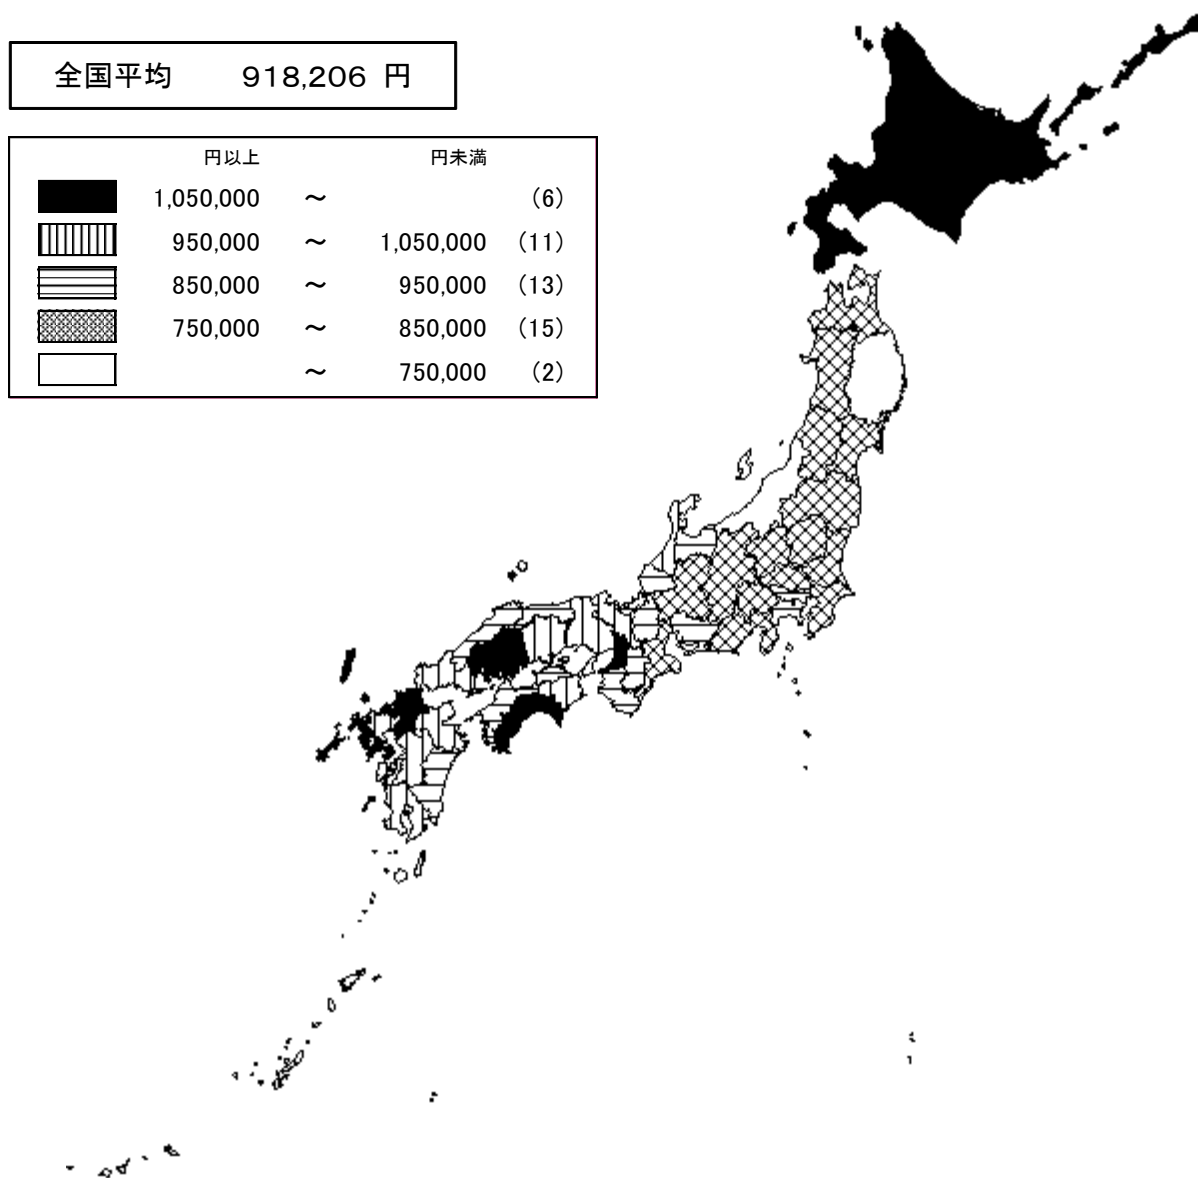 全国平均 918,206 円
円以上 円未満
1,050,000 ～ (6)
950,000 ～ 1,050,000 (11)
850,000 ～ 950,000 (13)
750,000 ～ 850,000 (15)
～ 750,000 (2)